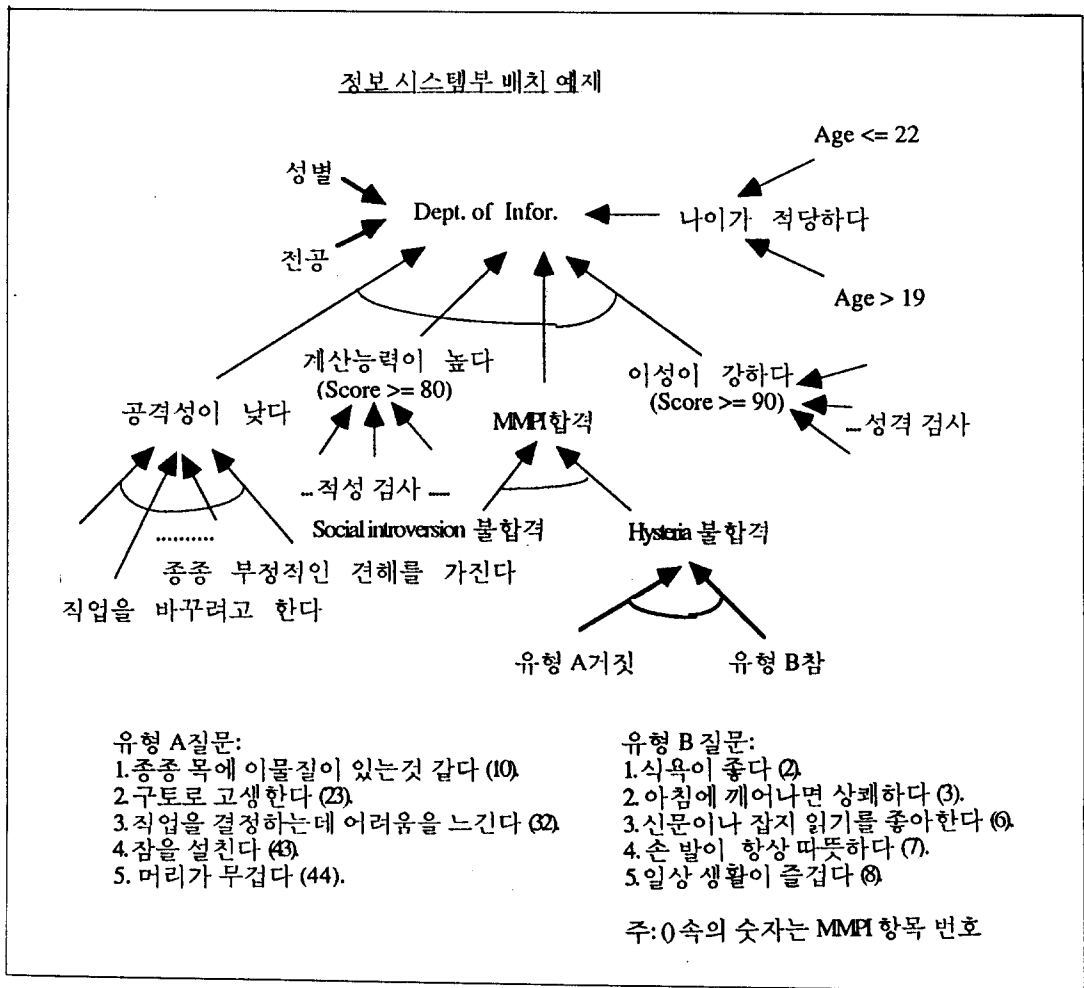 정보 시스템부 배치 예재
Age <= 22
성별
Dept. of Infor.
나이가 적당하다
전공
Age > 19
계산능력이 높다
(Score >= 80)
이성이 강하다
(Score >= 90)
공격성이 낮다
MMPI합격
...성격 검사
...적성 검사 ....
Social introversion 불합격
Hysteria 불합격
..........
종종 부정적인 견해를 가진다
직업을 바꾸려고 한다
유형 A거짓
유형 B참
유형 A질문:
1.종종 목에 이물질이 있는것 같다 (10).
2.구토로 고생한다 (23).
3.직업을 결정하는데 어려움을 느긴다 (32).
4.잠을 설친다 (43).
5. 머리가 무겁다 (44).
유형 B 질문:
1.식욕이 좋다 (2).
2.아침에 깨어나면 상쾌하다 (3).
3.신문이나 잡지 읽기를 좋아한다 (6).
4.손 발이 항상 따뜻하다 (7).
5.일상 생활이 즐겁다 (8).
주: () 속의 숫자는 MMPI 항목 번호